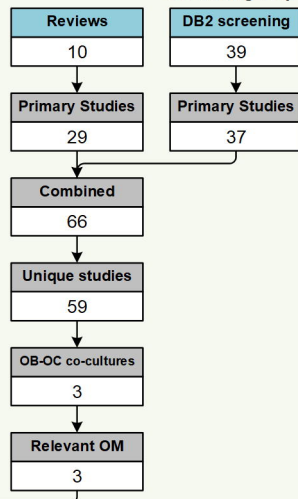 Reviews
DB2 screening
10
39
Primary Studies
Primary Studies
29
37
Combined
66
Unique studies
59
OB-OC co-cultures
3
Relevant OM
3